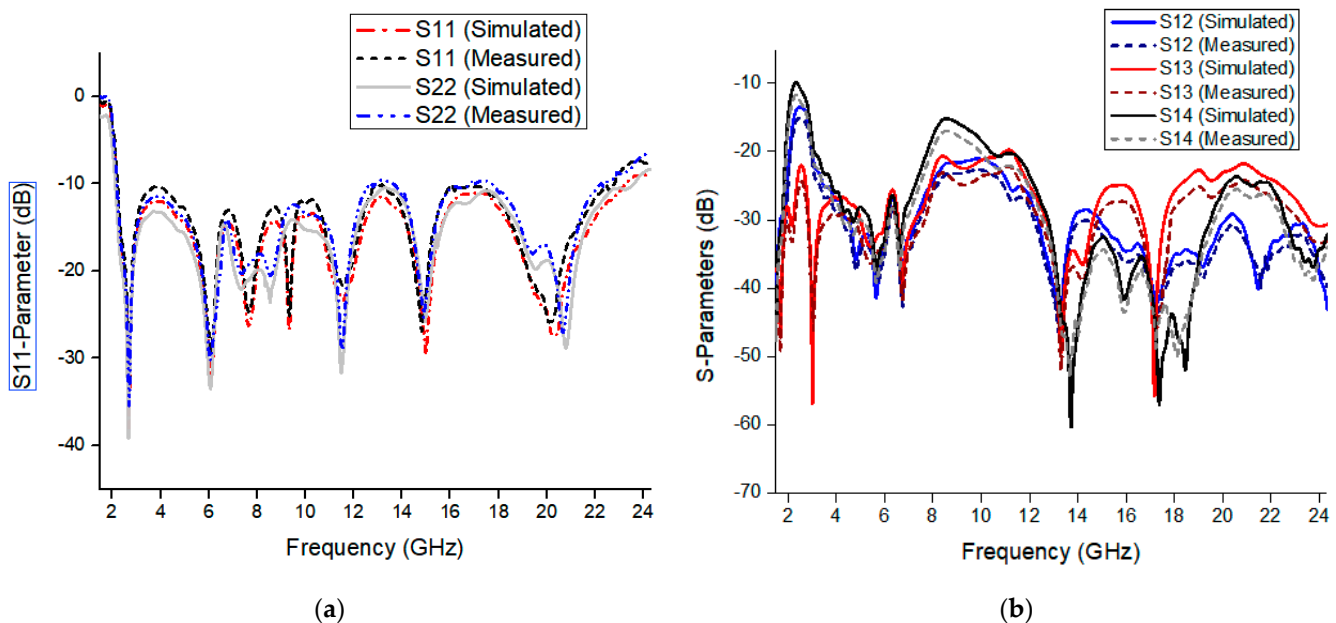 S11 (Simulated)
S11 (Measured)
S22 (Simulated)
S22 (Measured)
0
-10
-20
-30
-40
S11-Parameter (dB)
2 4 6 8 10 12 14 16 18 20 22 24
Frequency (GHz)
(a)
S12 (Simulated)
S12 (Measured)
S13 (Simulated)
S13 (Measured)
S14 (Simulated)
S14 (Measured)
-10
-20
-30
-40
-50
-60
-70
S-Parameters (dB)
2 4 6 8 10 12 14 16 18 20 22 24
Frequency (GHz)
(b)